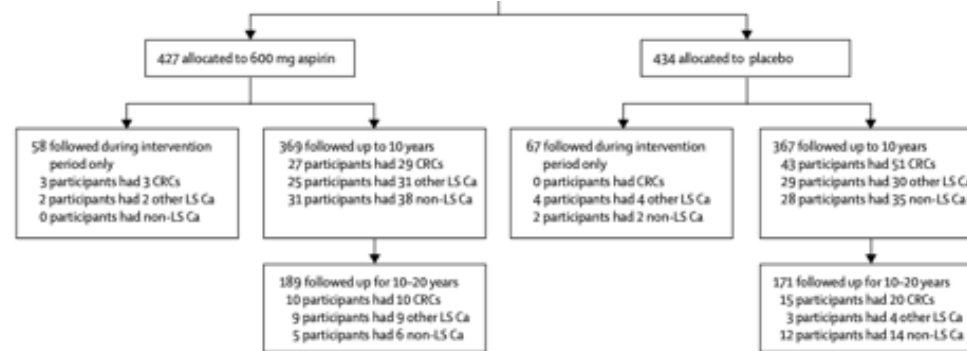 427 allocated to 600 mg aspirin
434 allocated to placebo
58 followed during intervention
period only
3 participants had 3 CRCs
2 participants had 2 other LS Ca
0 participants had non-LS Ca
369 followed up to 10 years
27 participants had 29 CRCs
25 participants had 31 other LS Ca
31 participants had 38 non-LS Ca
67 followed during intervention
period only
0 participants had CRCs
4 participants had 4 other LS Ca
2 participants had 2 non-LS Ca
367 followed up to 10 years
43 participants had 51 CRCs
29 participants had 30 other LS Ca
28 participants had 35 non-LS Ca
189 followed up for 10–20 years
10 participants had 10 CRCs
9 participants had 9 other LS Ca
5 participants had 6 non-LS Ca
171 followed up for 10–20 years
15 participants had 20 CRCs
3 participants had 4 other LS Ca
12 participants had 14 non-LS Ca